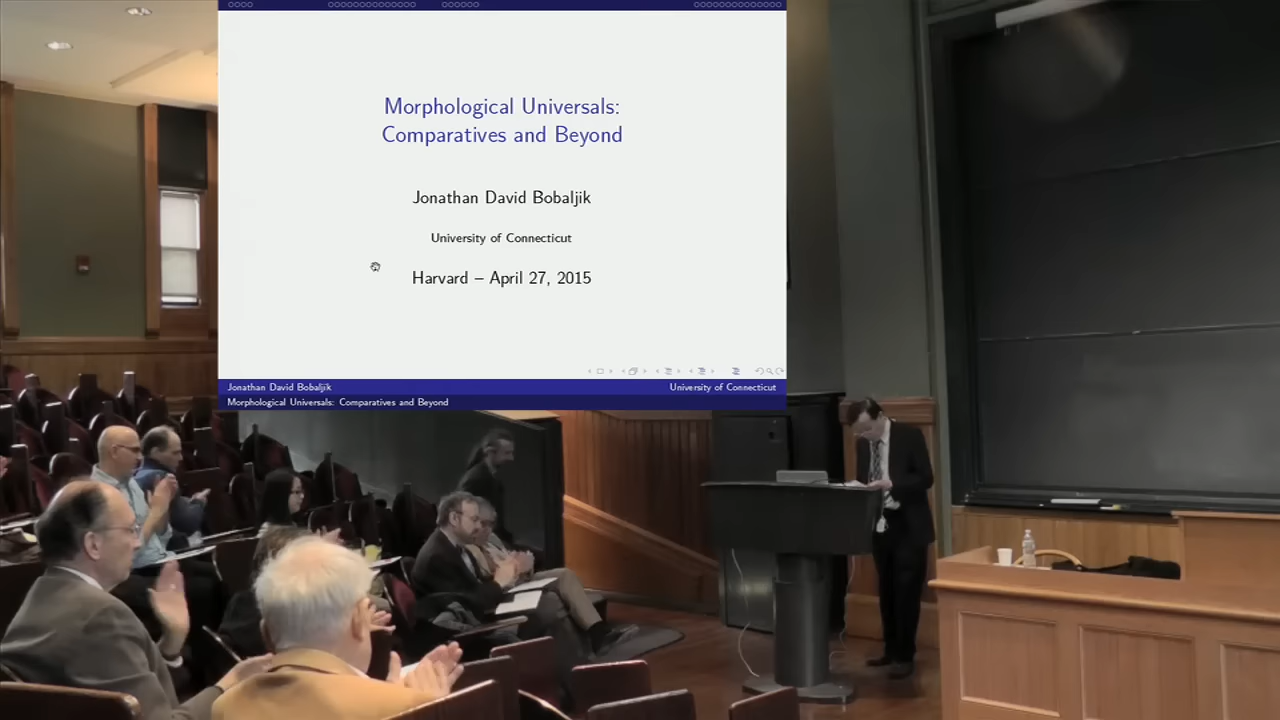 Morphological Universals:
Comparatives and Beyond
Jonathan David Bobaljik
University of Connecticut
Harvard – April 27, 2015
Jonathan David Bobaljik
University of Connecticut
Morphological Universals: Comparatives and Beyond